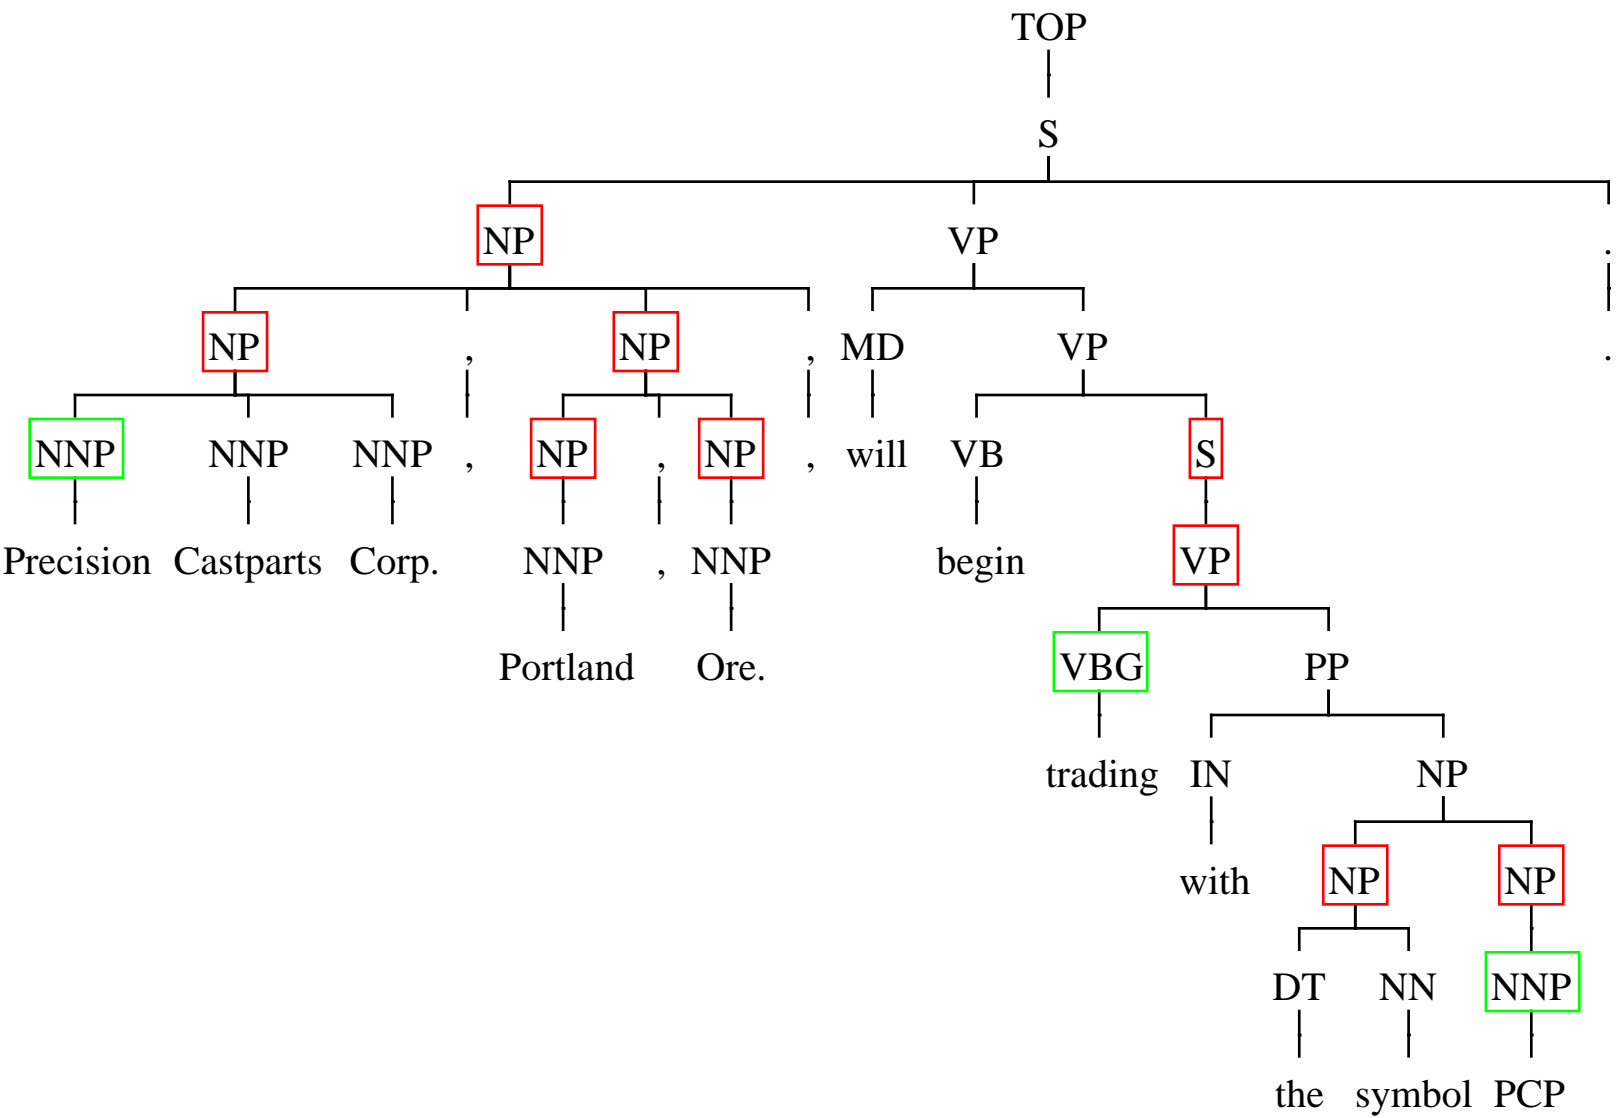 TOP
S
NP VP .
NP , NP , MD VP .
NNP NNP NNP , NP , NP , will VB S
Precision Castparts Corp. NNP , NNP begin VP
Portland Ore. VBG PP
trading IN NP
with NP NP
DT NN NNP
the symbol PCP